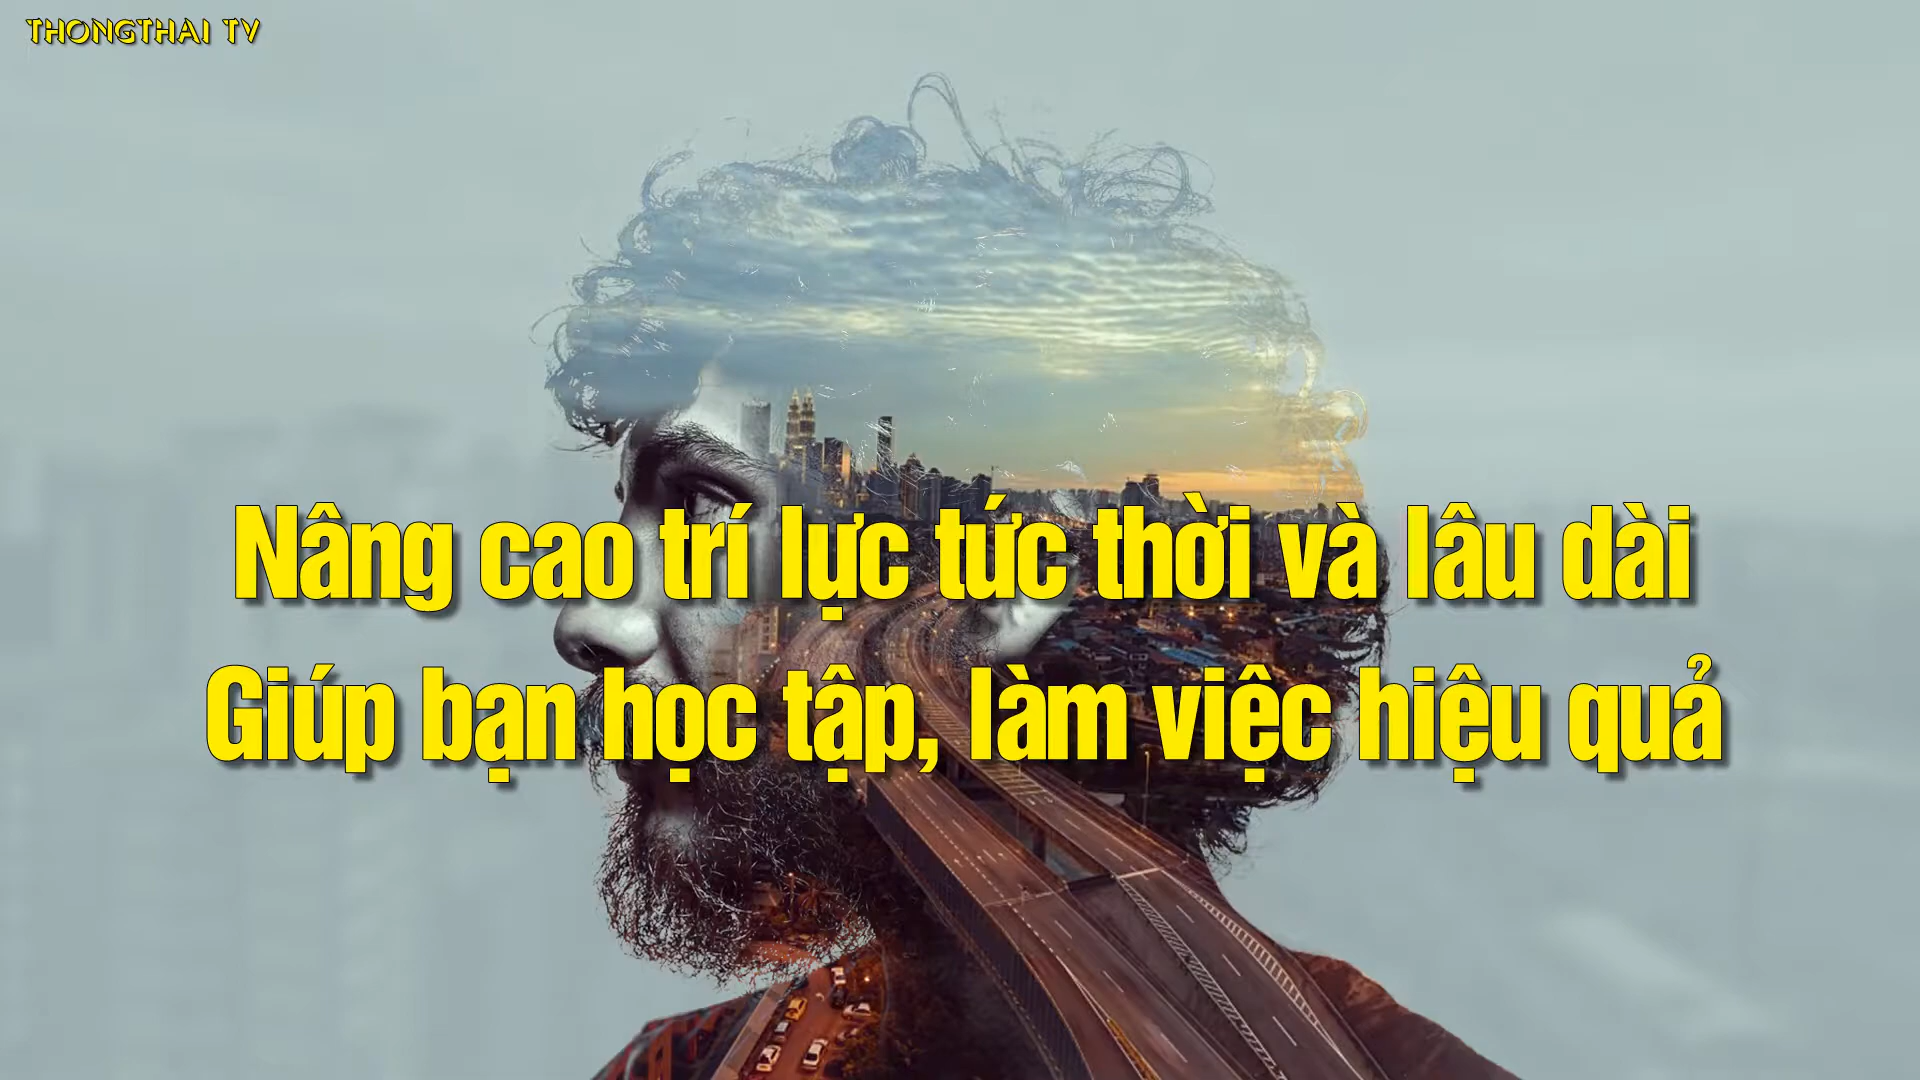 THONGTHAI TV
Nâng cao trí lực tức thời và lâu dài
Giúp bạn học tập, làm việc hiệu quả